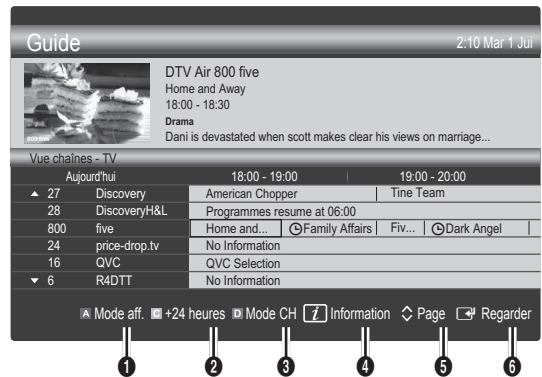 Guide
2:10 Mar 1 Jui
DTV Air 800 five
Home and Away
18:00 - 18:30
Drama
Dani is devastated when scott makes clear his views on marriage...
800 five
Vue chaînes - TV
Aujourd'hui 18:00 - 19:00 19:00 - 20:00
▲ 27 Discovery American Chopper Tine Team
28 DiscoveryH&L Programmes resume at 06:00
800 five Home and... Family Affairs Fiv... Dark Angel
24 price-drop.tv No Information
16 QVC QVC Selection
▼ 6 R4DTT No Information
A Mode aff. C +24 heures D Mode CH i Information Page Regarder
1 2 3 4 5 6